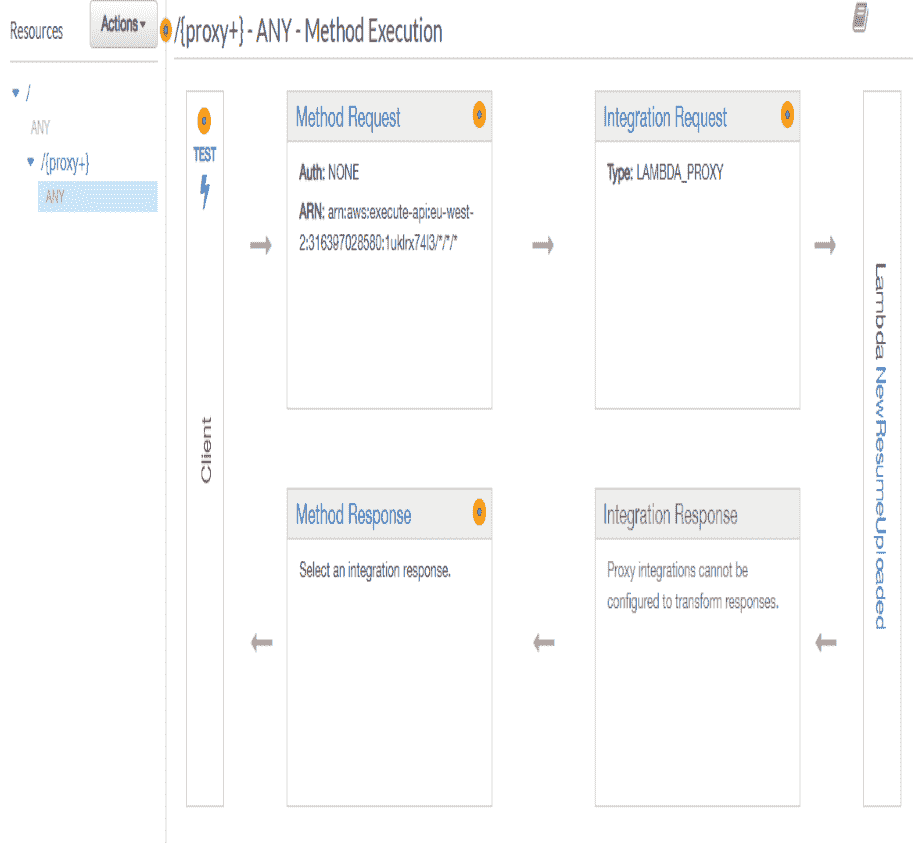 Resources
Actions
/{proxy+} - ANY - Method Execution
/
ANY
/{proxy+}
ANY
TEST
Client
Method Request
Auth: NONE
ARN: arn:aws:execute-api:eu-west-
2:316397028580:1uklrx74l3/*/*/*
Integration Request
Type: LAMBDA_PROXY
Lambda NewResumeUploaded
Method Response
Select an integration response.
Integration Response
Proxy integrations cannot be
configured to transform responses.